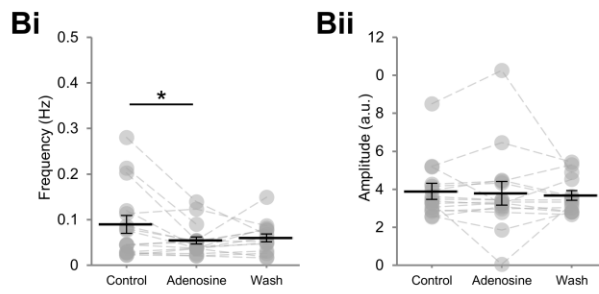 Bi
Frequency (Hz)
0.5
0.4
0.3
0.2
0.1
0
*
Control Adenosine Wash
Bii
Amplitude (a.u.)
12
0
8
6
4
2
0
Control Adenosine Wash